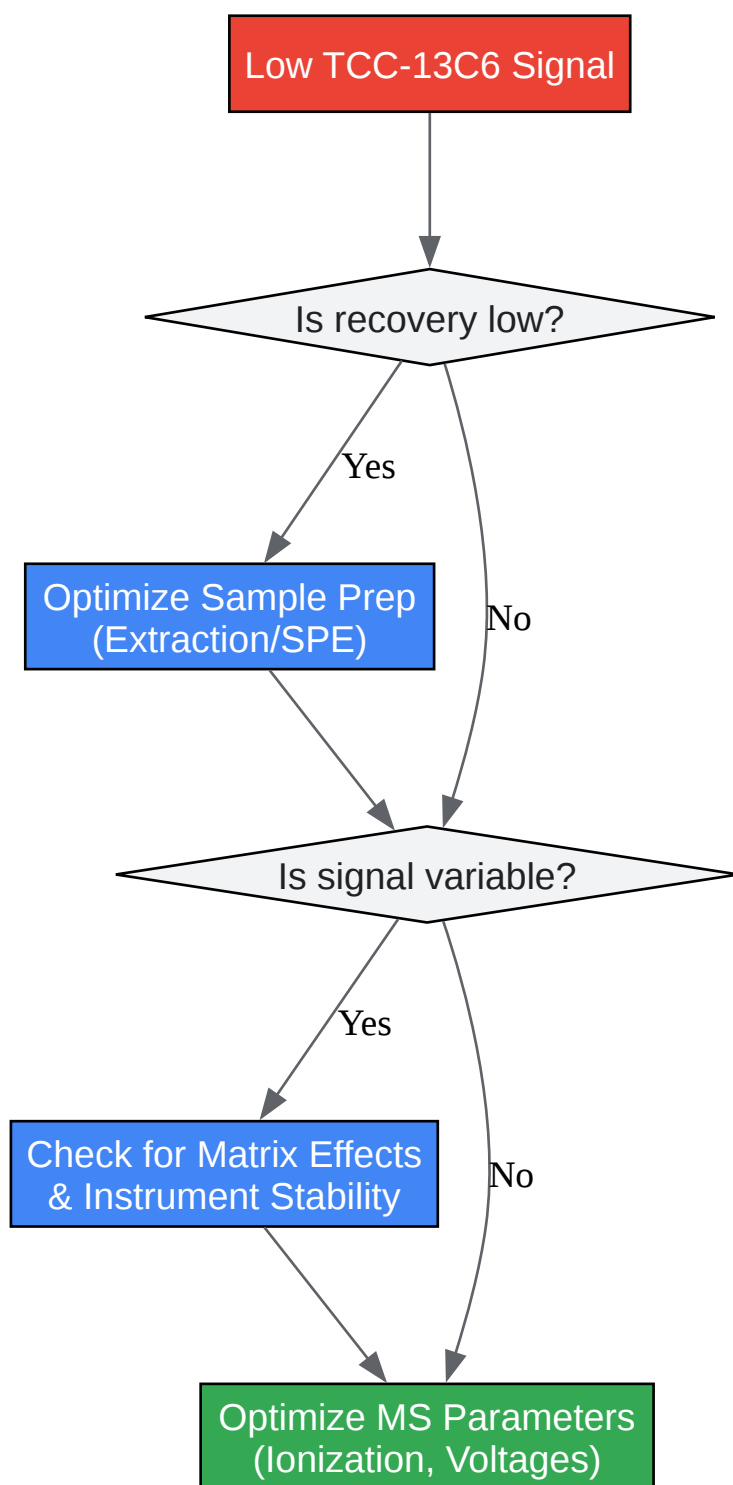 Low TCC-13C6 Signal
Is recovery low?
Yes
Optimize Sample Prep
(Extraction/SPE)
No
Is signal variable?
Yes
Check for Matrix Effects
& Instrument Stability
No
Optimize MS Parameters
(Ionization, Voltages)